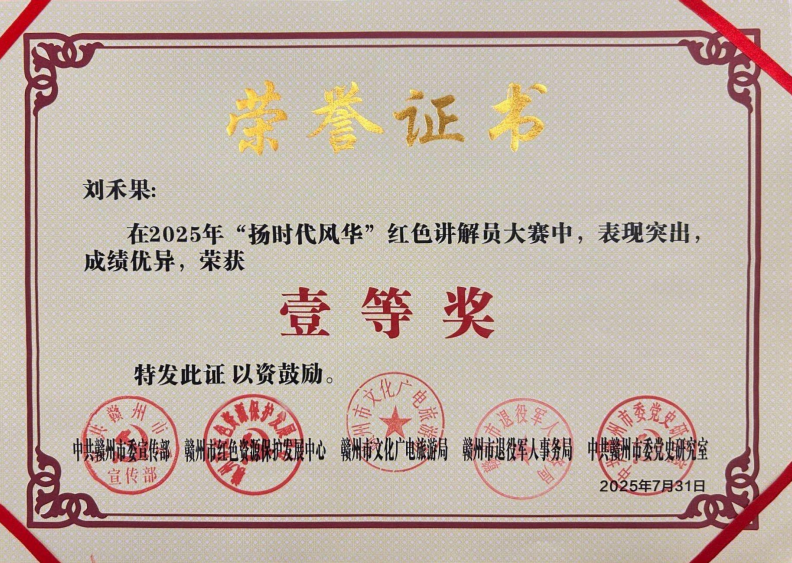 荣誉证书
刘禾果:
在2025年“扬时代风华”红色讲解员大赛中，表现突出，
成绩优异，荣获
壹等奖
特发此证 以资鼓励。
中共赣州市委宣传部 赣州市红色资源保护发展中心 赣州市文化广电旅游局 赣州市退役军人事务局 中共赣州市委党史研究室
2025年7月31日